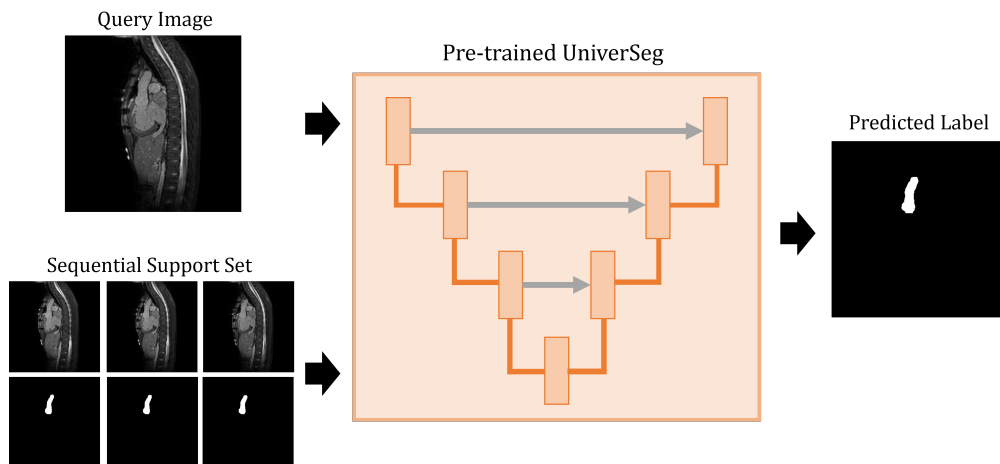 Query Image
Pre-trained UniverSeg
Predicted Label
Sequential Support Set